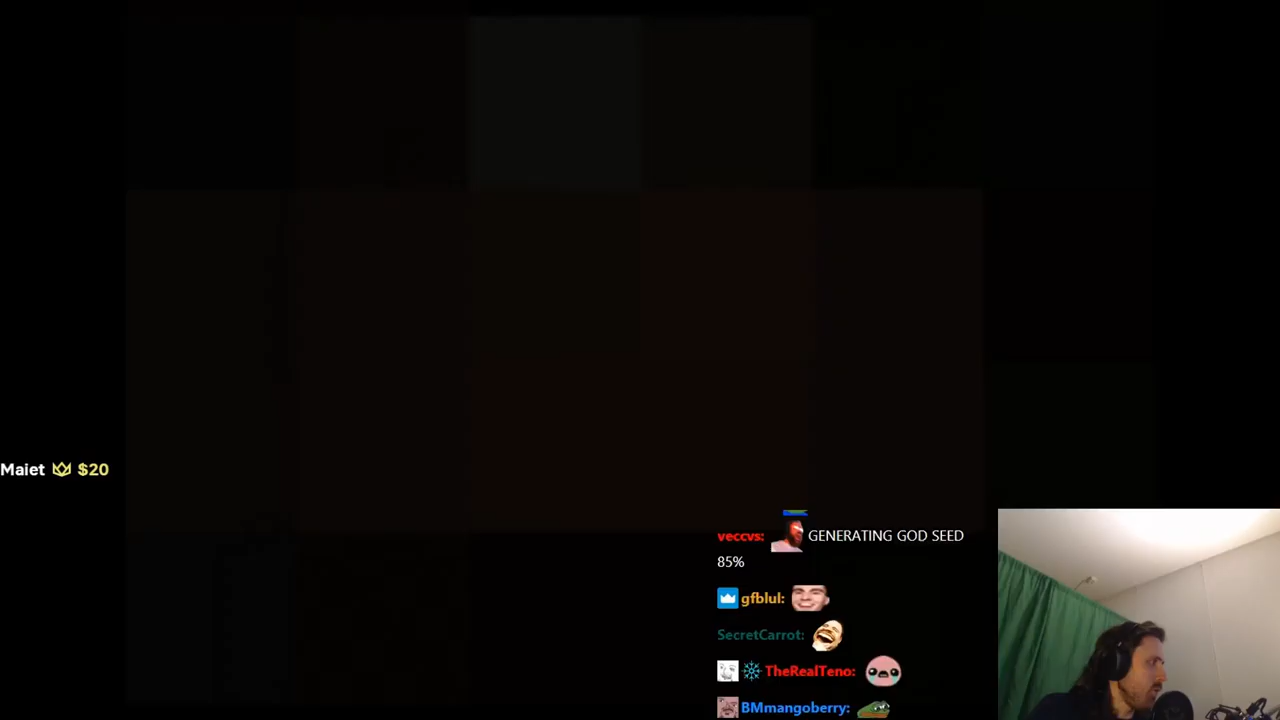 Maiet $20
veccvs: GENERATING GOD SEED
85%
gfblul:
SecretCarrot:
TheRealTeno:
BMmangoberry: